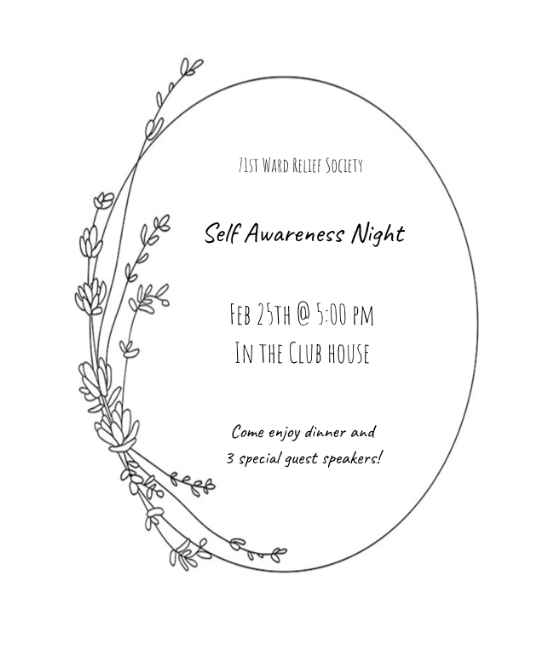 71st Ward Relief Society
Self Awareness Night
Feb 25th @ 5:00 pm
In the Club house
Come enjoy dinner and
3 special guest speakers!